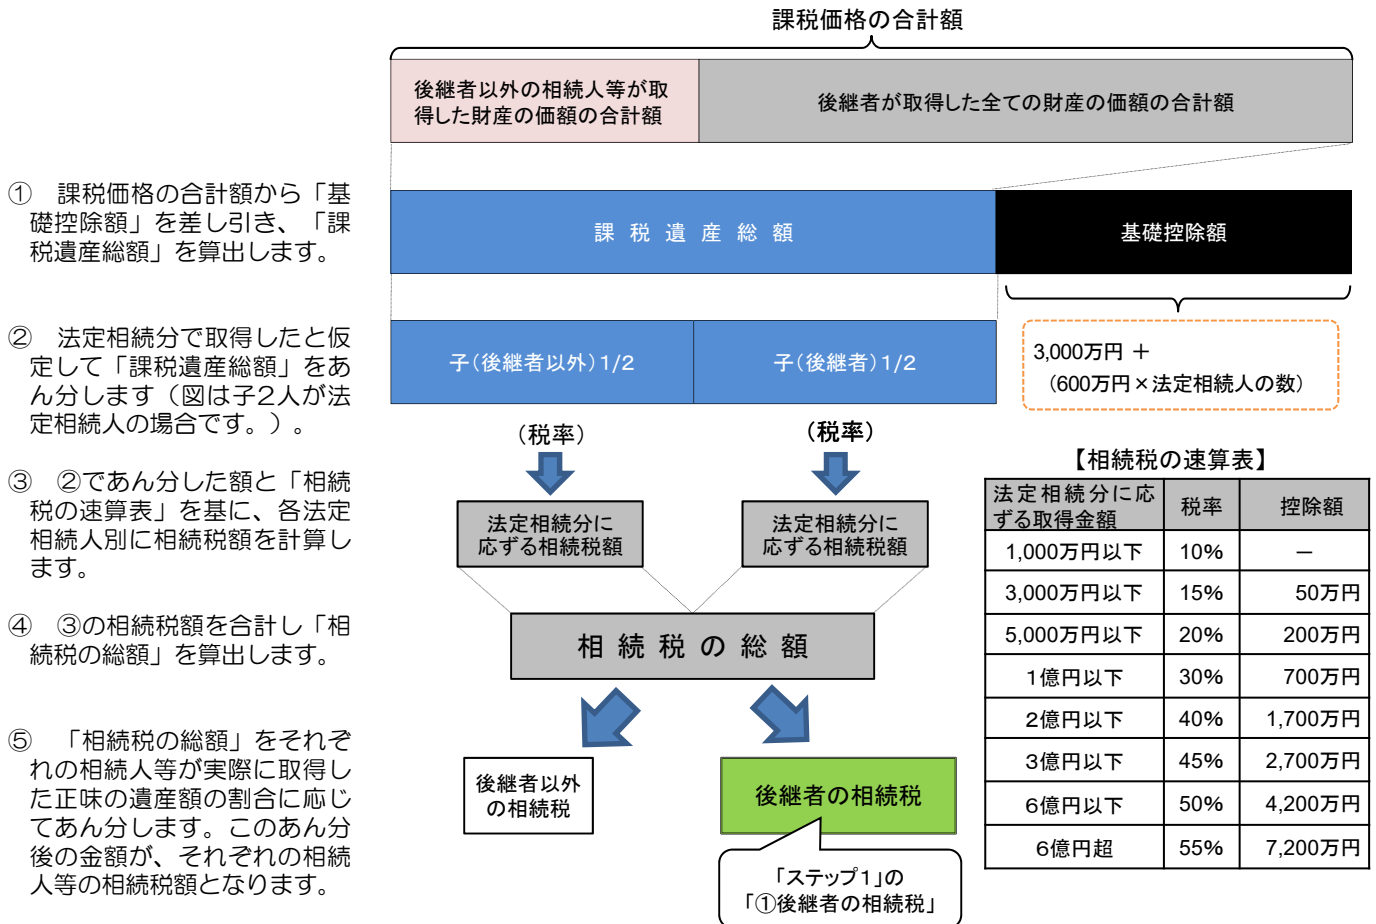 課税価格の合計額
後継者以外の相続人等が取
得した財産の価額の合計額
後継者が取得した全ての財産の価額の合計額
① 課税価格の合計額から「基
礎控除額」を差し引き、「課
税遺産総額」を算出します。
課税遺産総額
基礎控除額
② 法定相続分で取得したと仮
定して「課税遺産総額」をあ
ん分します（図は子2人が法
定相続人の場合です。）。
子(後継者以外)1/2
子(後継者)1/2
3,000万円 ＋
（600万円×法定相続人の数）
（税率）
（税率）
③ ②であん分した額と「相続
税の速算表」を基に、各法定
相続人別に相続税額を計算し
ます。
法定相続分に
応ずる相続税額
法定相続分に
応ずる相続税額
④ ③の相続税額を合計し「相
続税の総額」を算出します。
相続税の総額
⑤ 「相続税の総額」をそれぞ
れの相続人等が実際に取得し
た正味の遺産額の割合に応じ
てあん分します。このあん分
後の金額が、それぞれの相続
人等の相続税額となります。
後継者以外
の相続税
後継者の相続税
「ステップ1」の
「①後継者の相続税」
【相続税の速算表】
法定相続分に応
ずる取得金額 税率 控除額
1,000万円以下 10% －
3,000万円以下 15% 50万円
5,000万円以下 20% 200万円
1億円以下 30% 700万円
2億円以下 40% 1,700万円
3億円以下 45% 2,700万円
6億円以下 50% 4,200万円
6億円超 55% 7,200万円